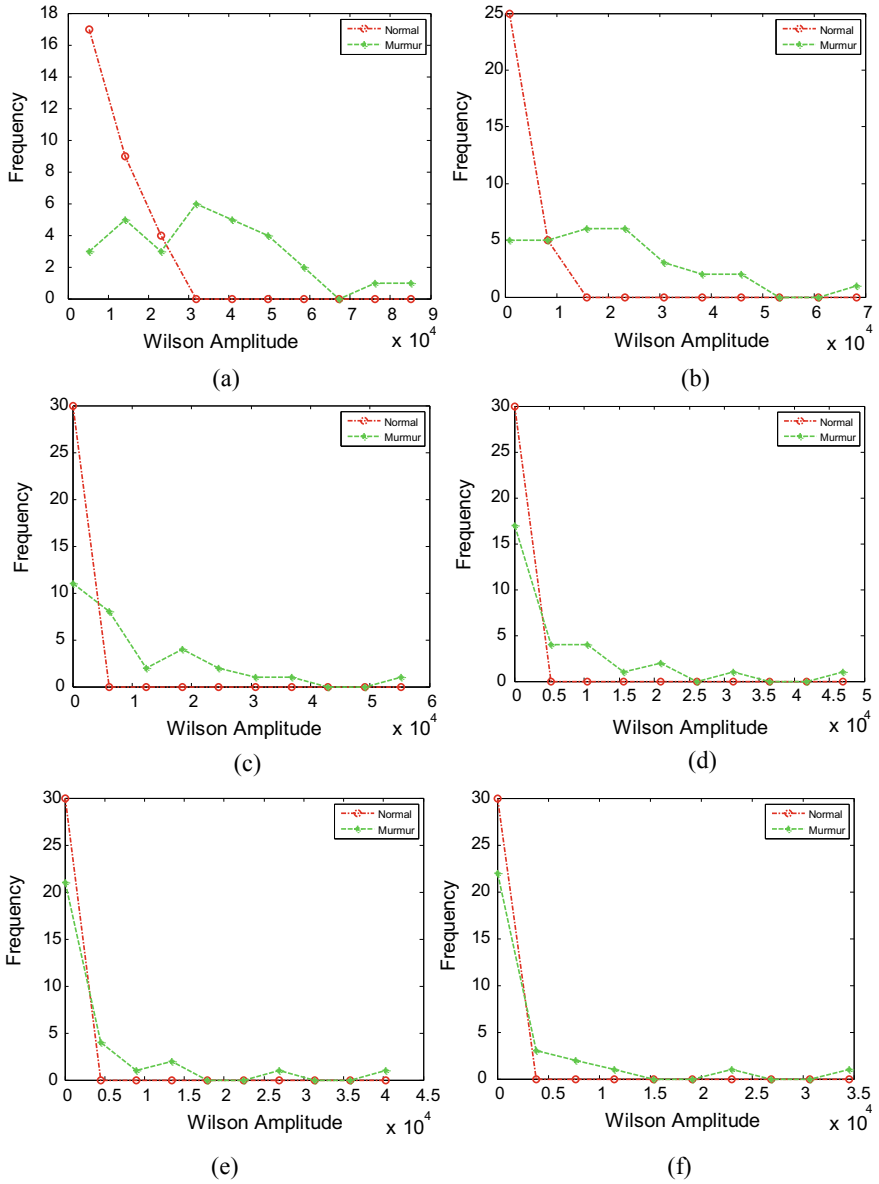 18
16
14
12
10
8
6
4
2
0
Frequency
Normal
Murmur
0 1 2 3 4 5 6 7 8 9
Wilson Amplitude
x 10^4
(a)
25
20
15
10
5
0
Frequency
Normal
Murmur
0 1 2 3 4 5 6 7
Wilson Amplitude
x 10^4
(b)
30
25
20
15
10
5
0
Frequency
Normal
Murmur
0 1 2 3 4 5 6
Wilson Amplitude
x 10^4
(c)
30
25
20
15
10
5
0
Frequency
Normal
Murmur
0 0.5 1 1.5 2 2.5 3 3.5 4 4.5 5
Wilson Amplitude
x 10^4
(d)
30
25
20
15
10
5
0
Frequency
Normal
Murmur
0 0.5 1 1.5 2 2.5 3 3.5 4 4.5
Wilson Amplitude
x 10^4
(e)
30
25
20
15
10
5
0
Frequency
Normal
Murmur
0 0.5 1 1.5 2 2.5 3 3.5
Wilson Amplitude
x 10^4
(f)